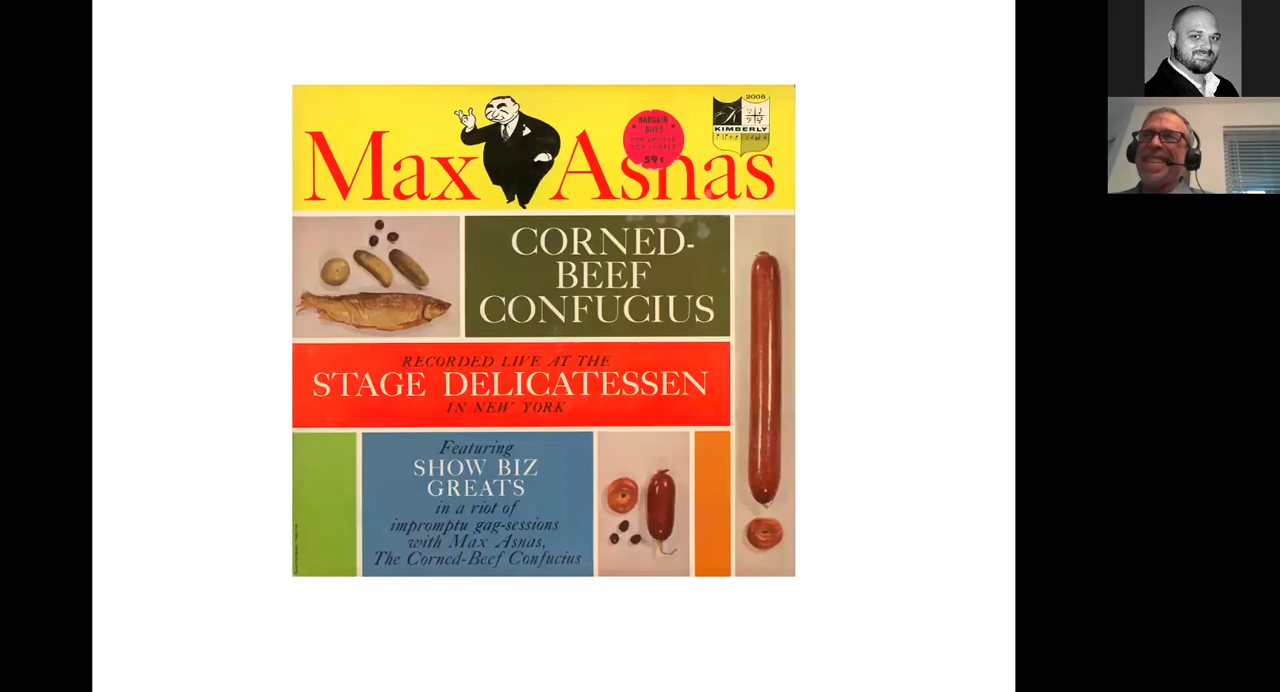 Max Asnas
2006
KIMBERLY
BARGAIN
BUYS
59¢
CORNED-
BEEF
CONFUCIUS
RECORDED LIVE AT THE
STAGE DELICATESSEN
IN NEW YORK
Featuring
SHOW BIZ
GREATS
in a riot of
impromptu gag-sessions
with Max Asnas,
The Corned-Beef Confucius